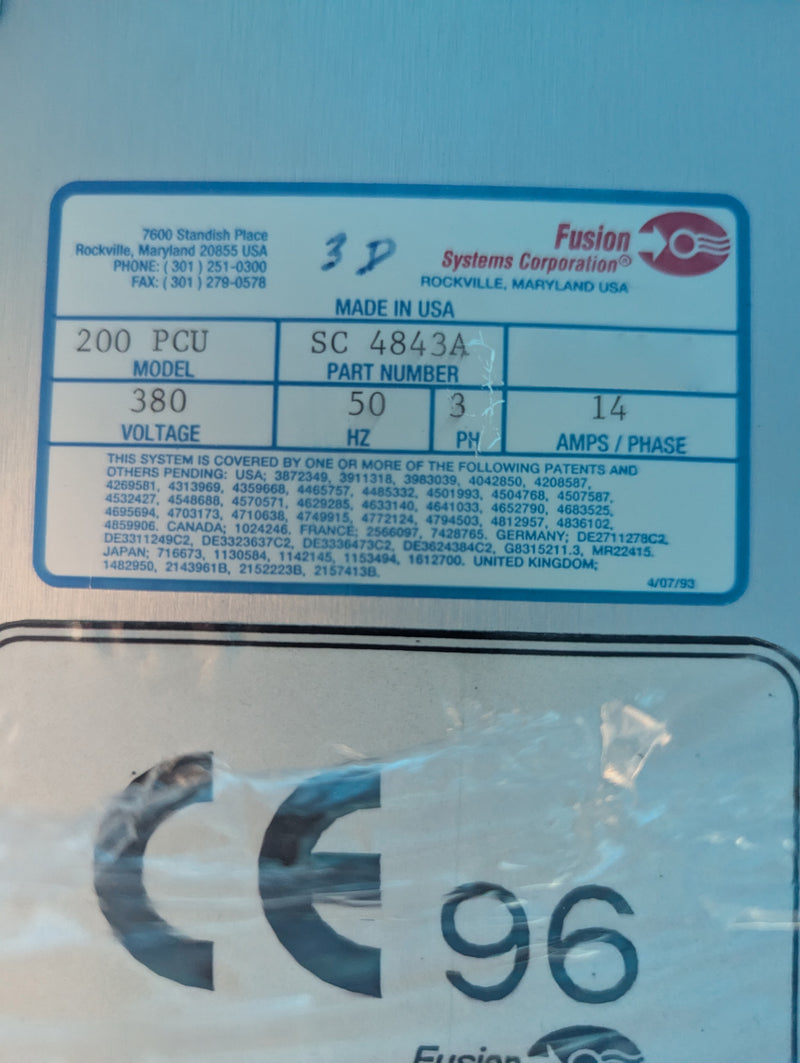 7600 Standish Place
Rockville, Maryland 20855 USA
PHONE: ( 301 ) 251-0300
FAX: ( 301 ) 279-0578
3 D
Fusion
Systems Corporation®
ROCKVILLE, MARYLAND USA
MADE IN USA
200 PCU
MODEL
SC 4843A
PART NUMBER
380
VOLTAGE
50
HZ
3
PH
14
AMPS / PHASE
THIS SYSTEM IS COVERED BY ONE OR MORE OF THE FOLLOWING PATENTS AND
OTHERS PENDING: USA; 3872349, 3911318, 3983039, 4042850, 4208587,
4269581, 4313969, 4359668, 4465757, 4485332, 4501993, 4504768, 4507587,
4532427, 4548688, 4570571, 4629285, 4633140, 4641033, 4652790, 4683525,
4695694, 4703173, 4710638, 4749915, 4772124, 4794503, 4812957, 4836102,
4859906. CANADA; 1024246. FRANCE; 2566097, 7428765. GERMANY; DE2711278C2,
DE3311249C2, DE3323637C2, DE3336473C2, DE3624384C2, G8315211.3, MR22415.
JAPAN; 716673, 1130584, 1142145, 1153494, 1612700. UNITED KINGDOM;
1482950, 2143961B, 2152223B, 2157413B.
4/07/93
CE 96
Fusion